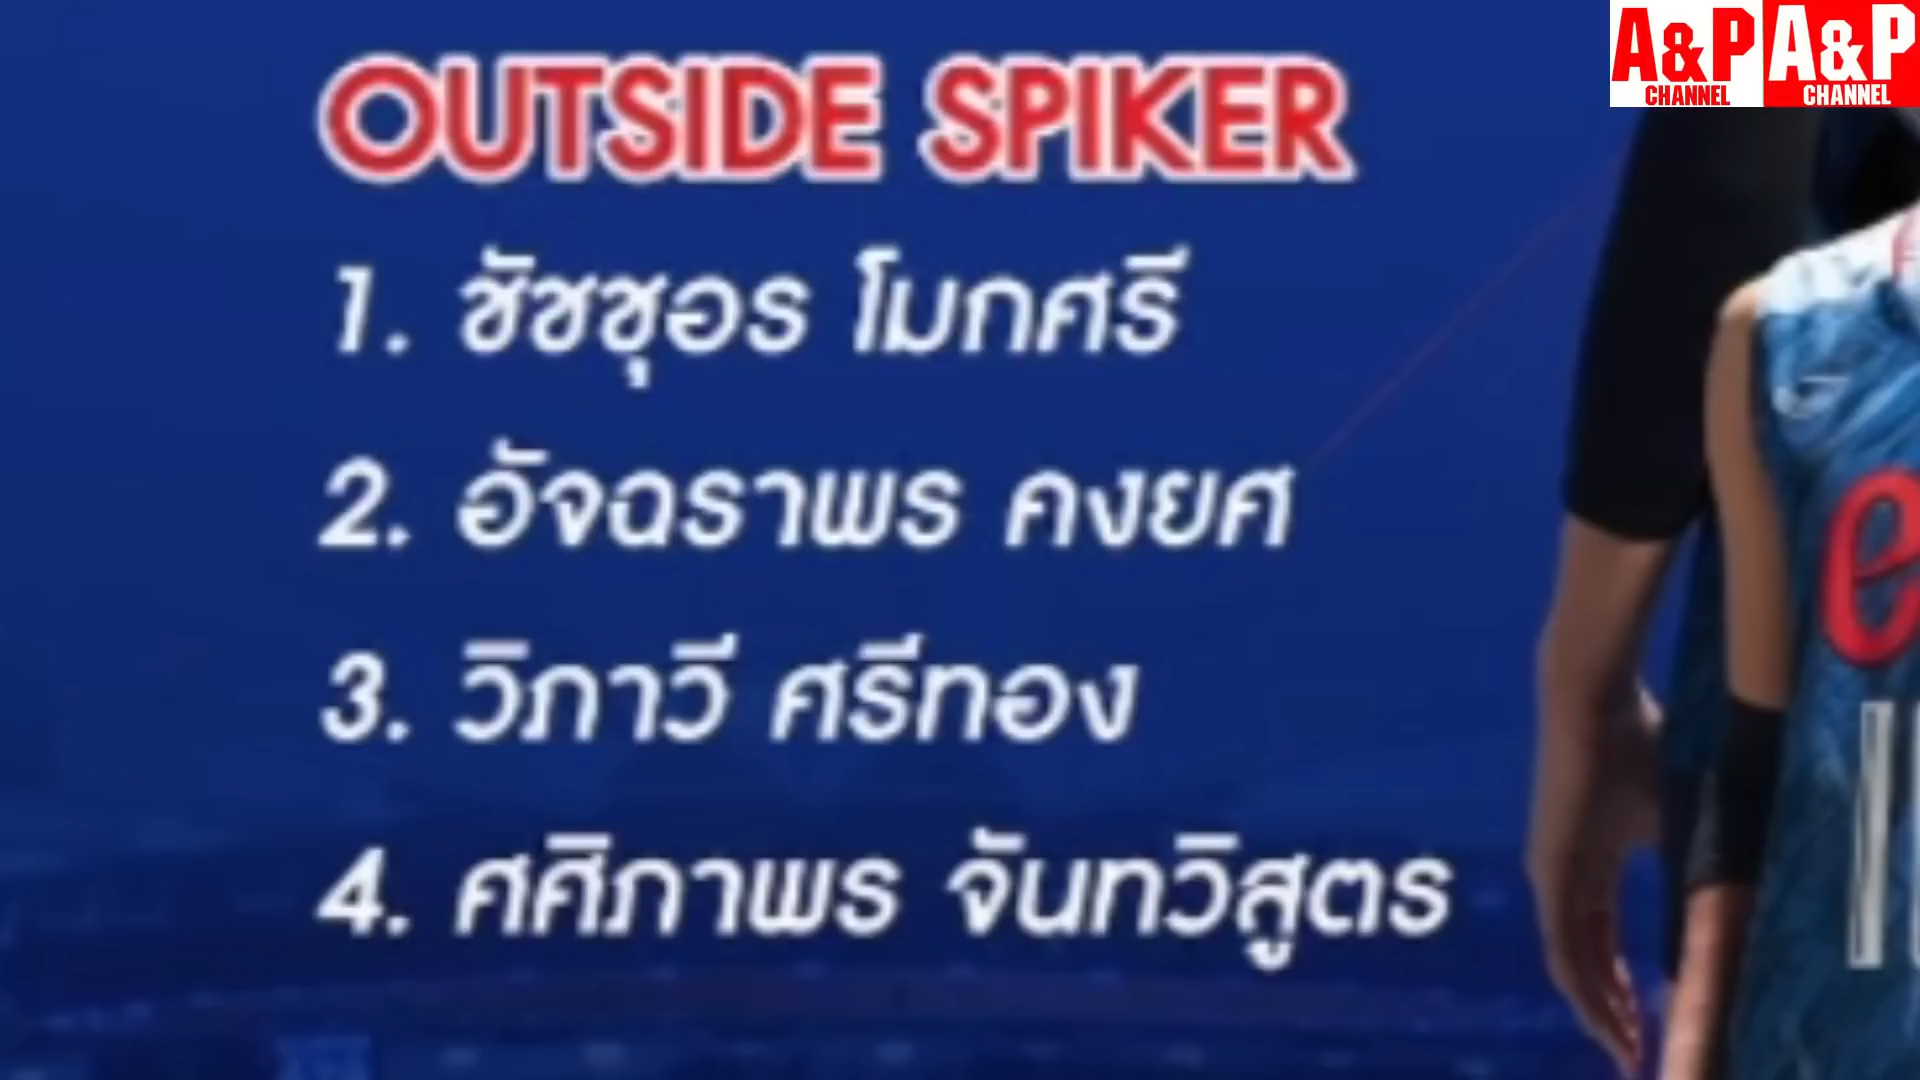 A&P A&P
CHANNEL CHANNEL
OUTSIDE SPIKER
1. ชัชชุอร โมกศรี
2. อัจฉราพร คงยศ
3. วิภาวี ศรีทอง
4. ศศิภาพร จันทวิสูตร
e